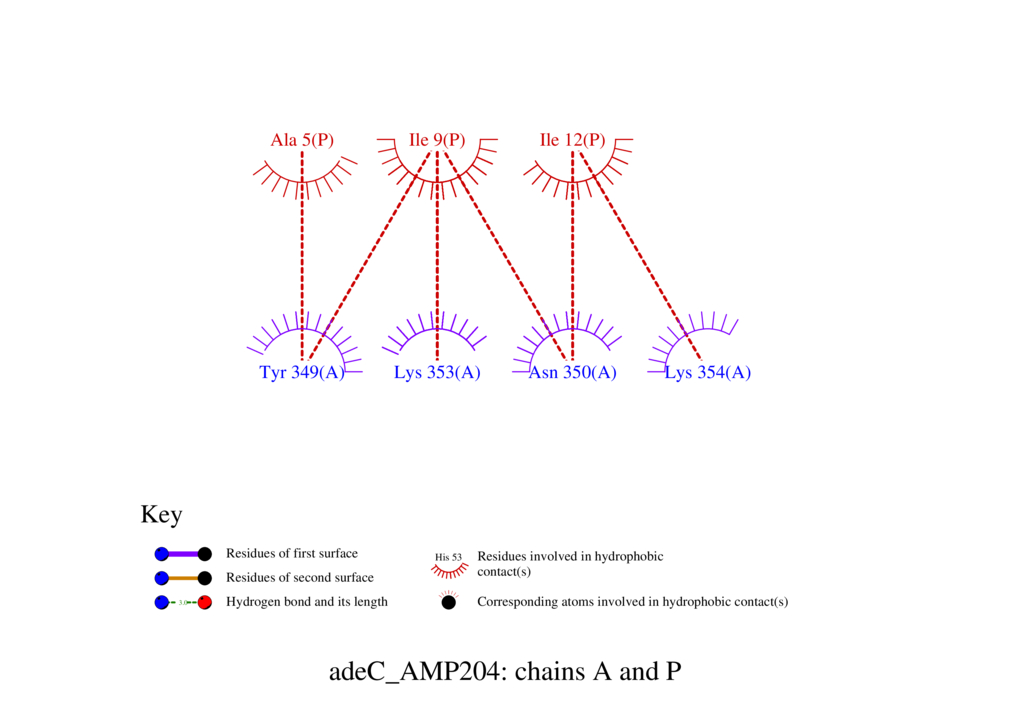 Ala 5(P) Ile 9(P) Ile 12(P)
Tyr 349(A) Lys 353(A) Asn 350(A) Lys 354(A)
Key
Residues of first surface
Residues of second surface
3.0
Hydrogen bond and its length
His 53
Residues involved in hydrophobic
contact(s)
Corresponding atoms involved in hydrophobic contact(s)
adeC_AMP204: chains A and P